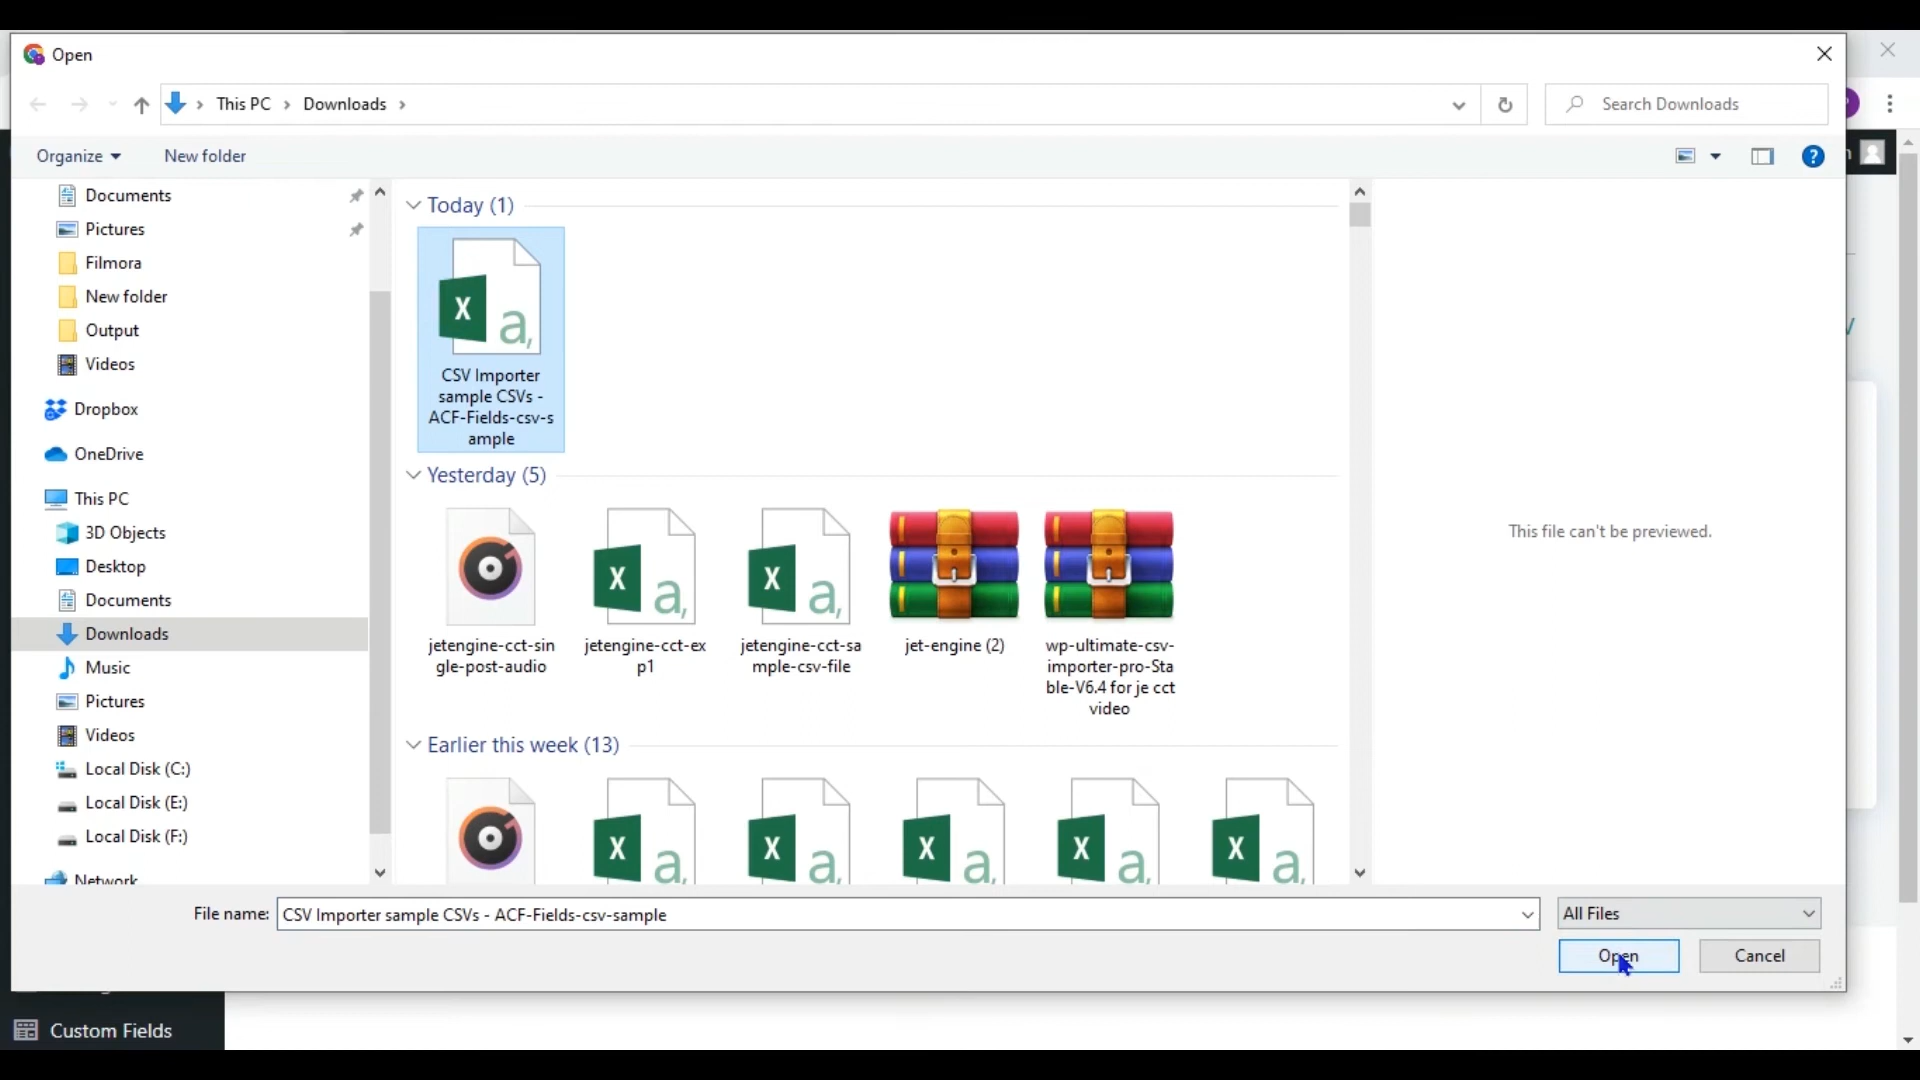 Open
This PC > Downloads >
Search Downloads
Organize
New folder
Documents
Pictures
Filmora
New folder
Output
Videos
Dropbox
OneDrive
This PC
3D Objects
Desktop
Documents
Downloads
Music
Pictures
Videos
Local Disk (C:)
Local Disk (E:)
Local Disk (F:)
Network
Today (1)
CSV Importer
sample CSVs -
ACF-Fields-csv-s
ample
Yesterday (5)
jetengine-cct-sin
gle-post-audio
jetengine-cct-ex
p1
jetengine-cct-sa
mple-csv-file
jet-engine (2)
wp-ultimate-csv-
importer-pro-Sta
ble-V6.4 for je cct
video
Earlier this week (13)
This file can't be previewed.
File name: CSV Importer sample CSVs - ACF-Fields-csv-sample
All Files
Open
Cancel
Custom Fields